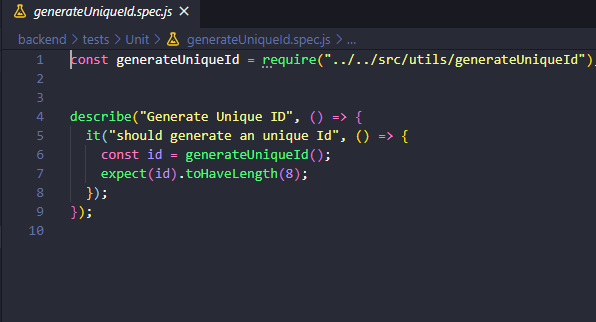 generateUniqueId.spec.js ×
backend > tests > Unit > generateUniqueId.spec.js > ...
1 const generateUniqueId = require("../../src/utils/generateUniqueId");
2
3
4 describe("Generate Unique ID", () => {
5 it("should generate an unique Id", () => {
6 const id = generateUniqueId();
7 expect(id).toHaveLength(8);
8 });
9 });
10